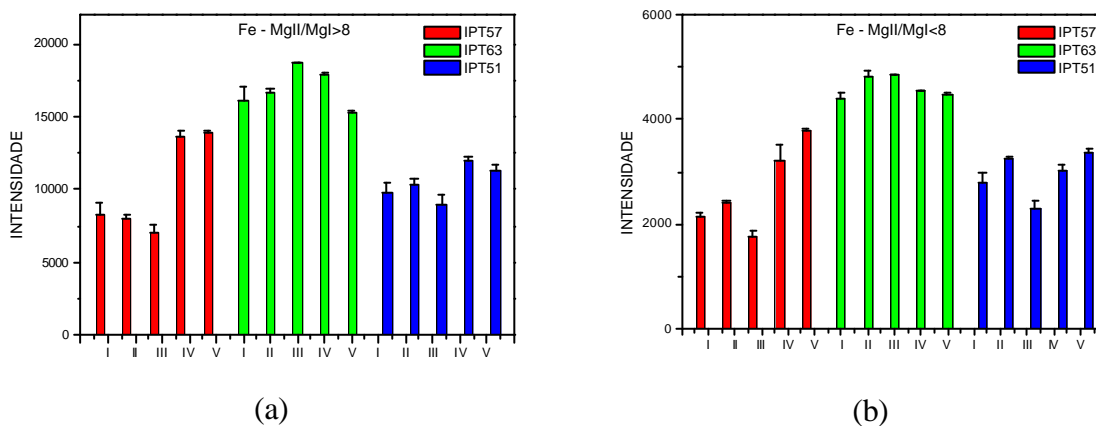 Fe - MgII/MgI>8
IPT57
IPT63
IPT51
20000
15000
10000
5000
0
INTENSIDADE
I II III IV V I II III IV V I II III IV V
(a)
Fe - MgII/MgI<8
IPT57
IPT63
IPT51
6000
4000
2000
0
INTENSIDADE
I II III IV V I II III IV V I II III IV V
(b)